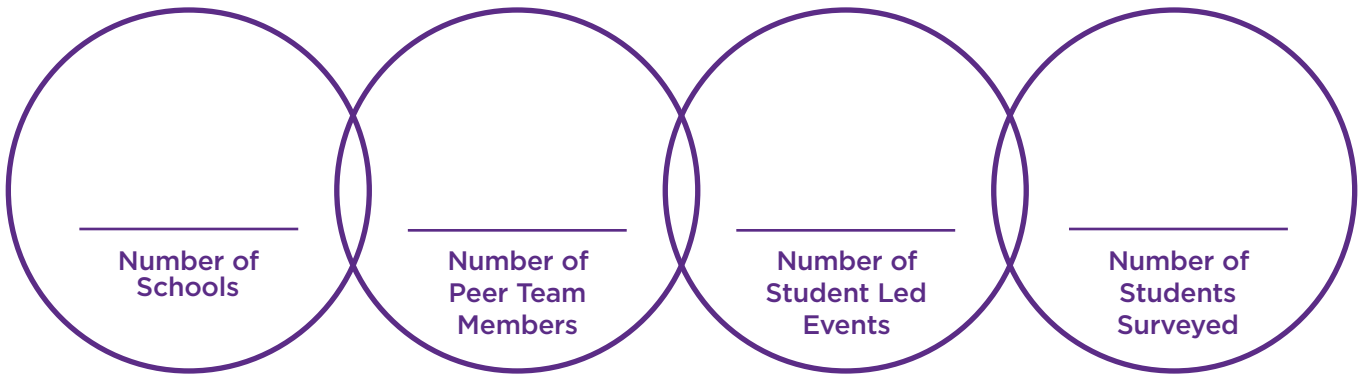 Number of
Schools
Number of
Peer Team
Members
Number of
Student Led
Events
Number of
Students
Surveyed